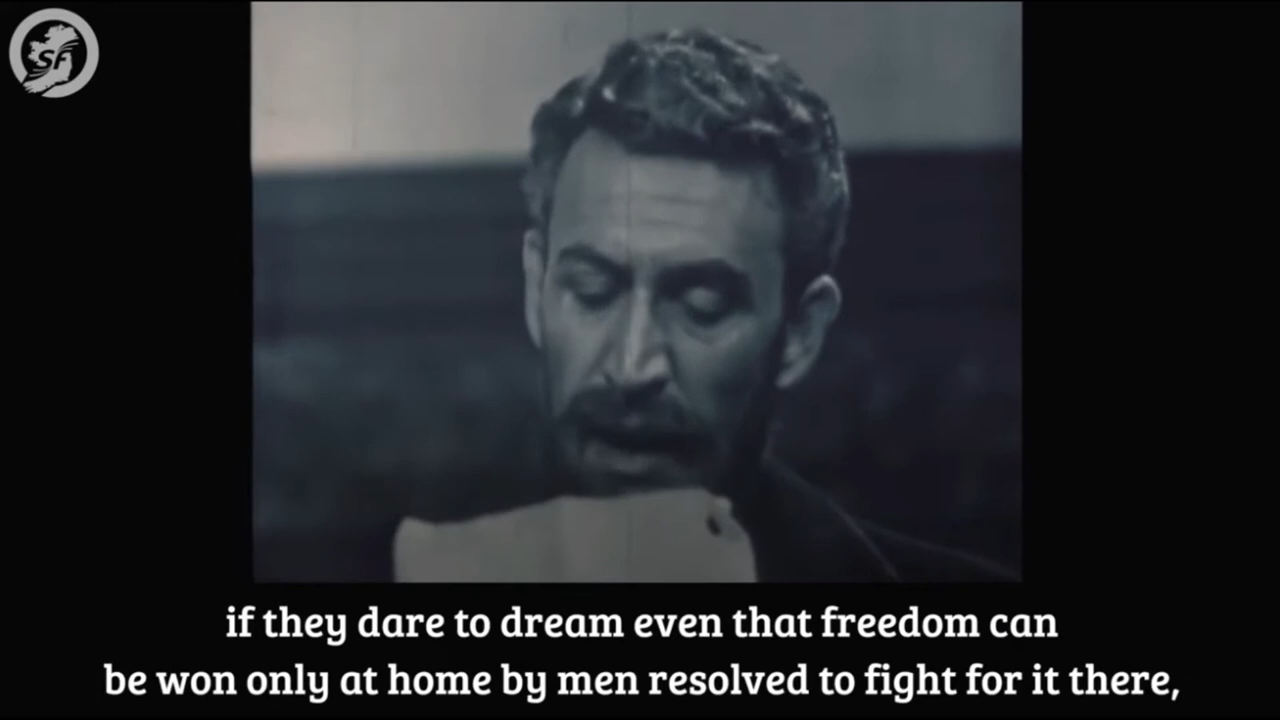 SF
if they dare to dream even that freedom can
be won only at home by men resolved to fight for it there,